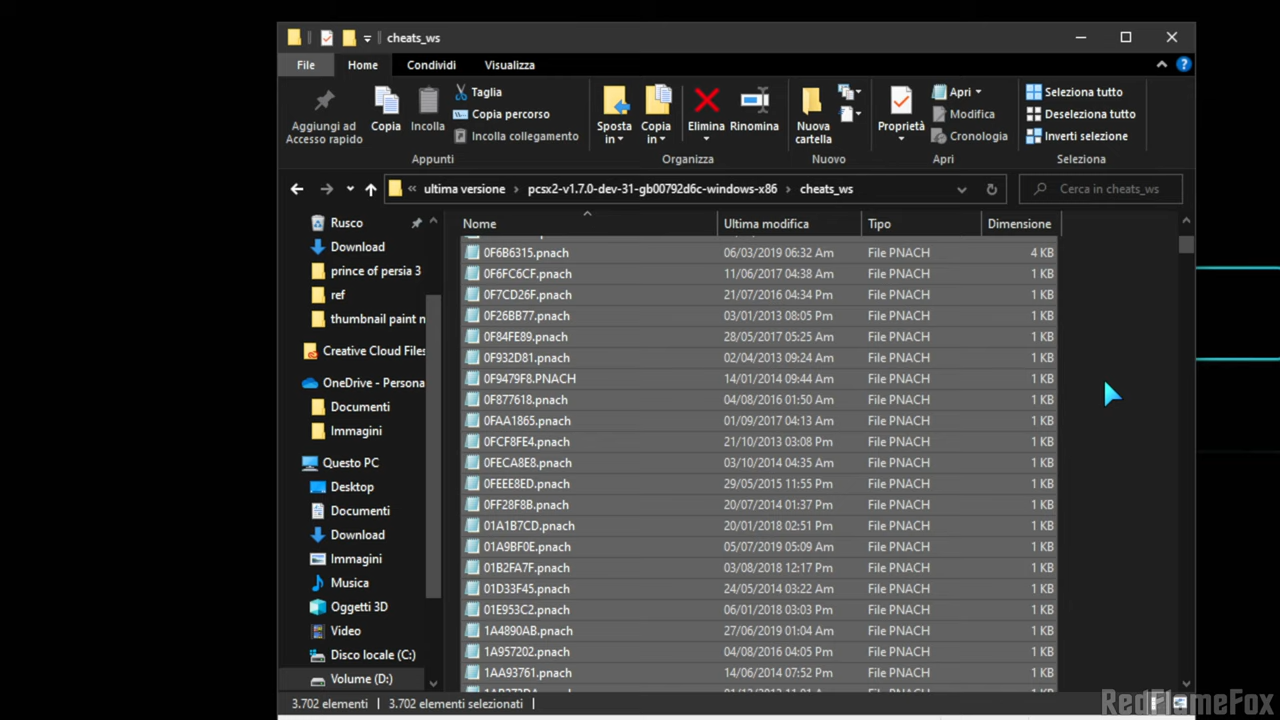 cheats_ws
File Home Condividi Visualizza
Aggiungi ad Accesso rapido
Copia
Incolla
Taglia
Copia percorso
Incolla collegamento
Appunti
Sposta in
Copia in
Elimina
Rinomina
Organizza
Nuova cartella
Nuovo
Proprietà
Apri
Modifica
Cronologia
Apri
Seleziona tutto
Deseleziona tutto
Inverti selezione
Selezione
« ultima versione › pcsx2-v1.7.0-dev-31-gb00792d6c-windows-x86 › cheats_ws
Cerca in cheats_ws
Rusco
Download
prince of persia 3
ref
thumbnail paint n
Creative Cloud Files
OneDrive - Persona
Documenti
Immagini
Questo PC
Desktop
Documenti
Download
Immagini
Musica
Oggetti 3D
Video
Disco locale (C:)
Volume (D:)
Nome Ultima modifica Tipo Dimensione
0F6B6315.pnach 06/03/2019 06:32 Am File PNACH 4 KB
0F6FC6CF.pnach 11/06/2017 04:38 Am File PNACH 1 KB
0F7CD26F.pnach 21/07/2016 04:34 Pm File PNACH 1 KB
0F26BB77.pnach 03/01/2013 08:05 Pm File PNACH 1 KB
0F84FE89.pnach 28/05/2017 05:25 Am File PNACH 1 KB
0F932D81.pnach 02/04/2013 09:24 Am File PNACH 1 KB
0F9479F8.PNACH 14/01/2014 09:44 Am File PNACH 1 KB
0F877618.pnach 04/08/2016 01:50 Am File PNACH 1 KB
0FAA1865.pnach 01/09/2017 04:13 Am File PNACH 1 KB
0FCF8FE4.pnach 21/10/2013 03:08 Pm File PNACH 1 KB
0FECA8E8.pnach 03/10/2014 04:35 Am File PNACH 1 KB
0FEEE8ED.pnach 29/05/2015 11:55 Pm File PNACH 1 KB
0FF28F8B.pnach 20/07/2014 01:37 Pm File PNACH 1 KB
01A1B7CD.pnach 20/01/2018 02:51 Pm File PNACH 1 KB
01A9BF0E.pnach 05/07/2019 05:09 Am File PNACH 1 KB
01B2FA7F.pnach 03/08/2018 12:17 Pm File PNACH 1 KB
01D33F45.pnach 24/05/2014 03:22 Am File PNACH 1 KB
01E953C2.pnach 06/01/2018 03:03 Pm File PNACH 1 KB
1A4890AB.pnach 27/06/2019 01:04 Am File PNACH 1 KB
1A957202.pnach 04/08/2016 04:05 Pm File PNACH 1 KB
1AA93761.pnach 14/06/2014 07:52 Pm File PNACH 1 KB
3.702 elementi 3.702 elementi selezionati
RedFlameFox